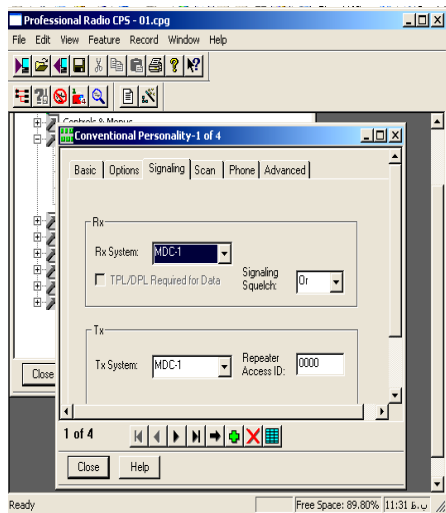 Professional Radio CPS - 01.cpg
File Edit View Feature Record Window Help
Controls & Menus
Conventional Personality-1 of 4
Basic Options Signaling Scan Phone Advanced
Rx
Rx System: MDC-1
TPL/DPL Required for Data
Signaling Squelch: Or
Tx
Tx System: MDC-1
Repeater Access ID: 0000
Close
1 of 4
Close Help
Ready
Free Space: 89.80% 11:31 ب.ظ